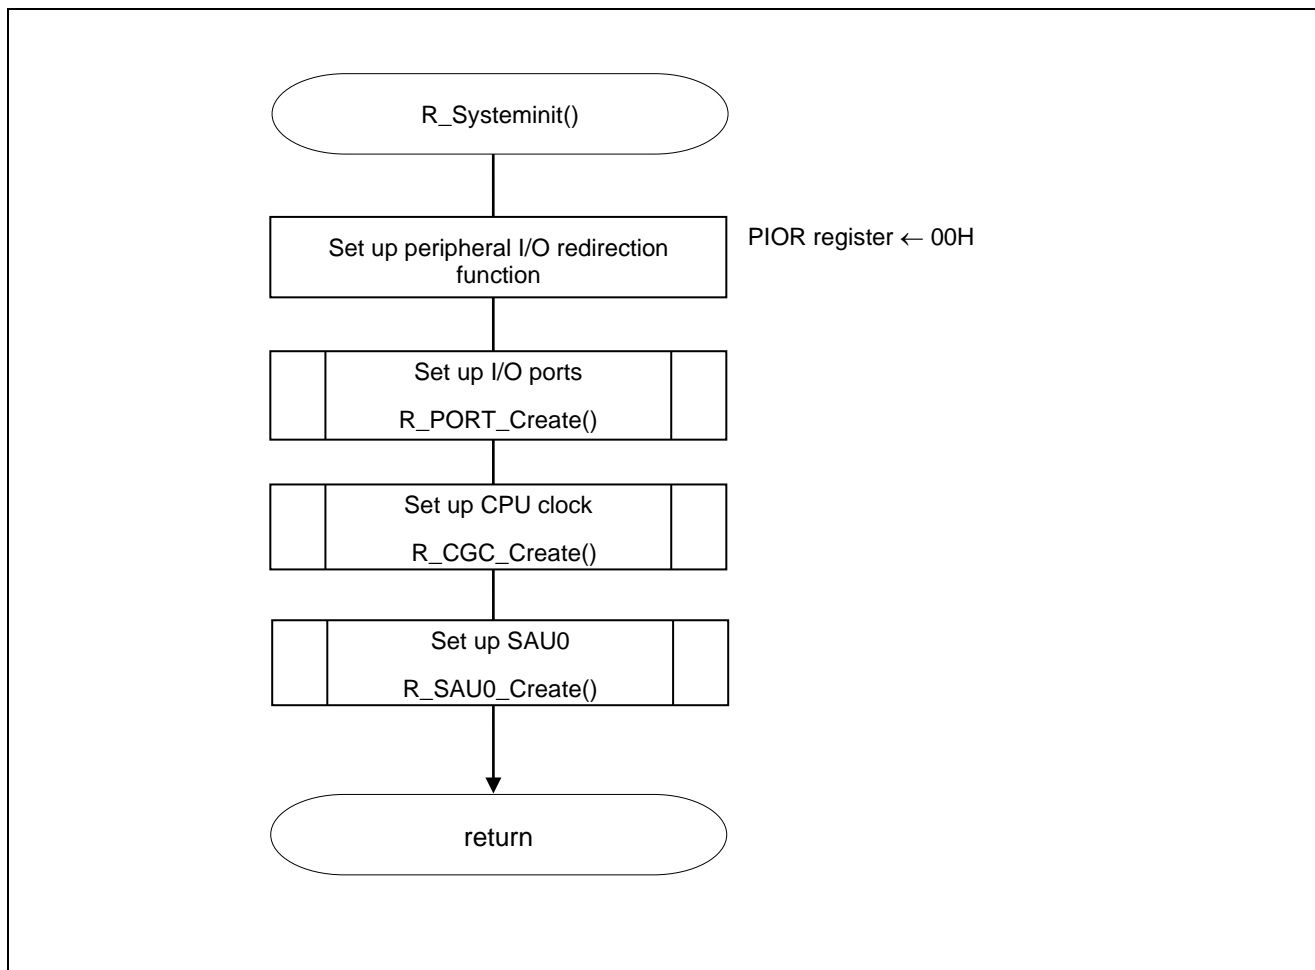 R_Systeminit()
Set up peripheral I/O redirection
function
PIOR register ← 00H
Set up I/O ports
R_PORT_Create()
Set up CPU clock
R_CGC_Create()
Set up SAU0
R_SAU0_Create()
return